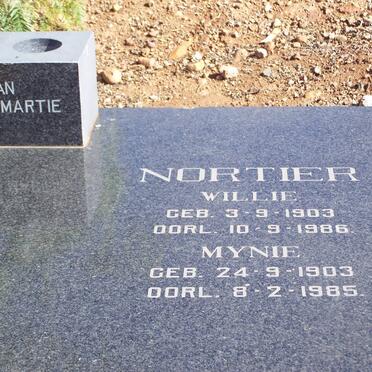 AN
MARTIE
NORTIER
WILLIE
GEB. 3-9-1903
OORL. 10-9-1986.
MYNIE
GEB. 24-9-1903
OORL. 8-2-1985.